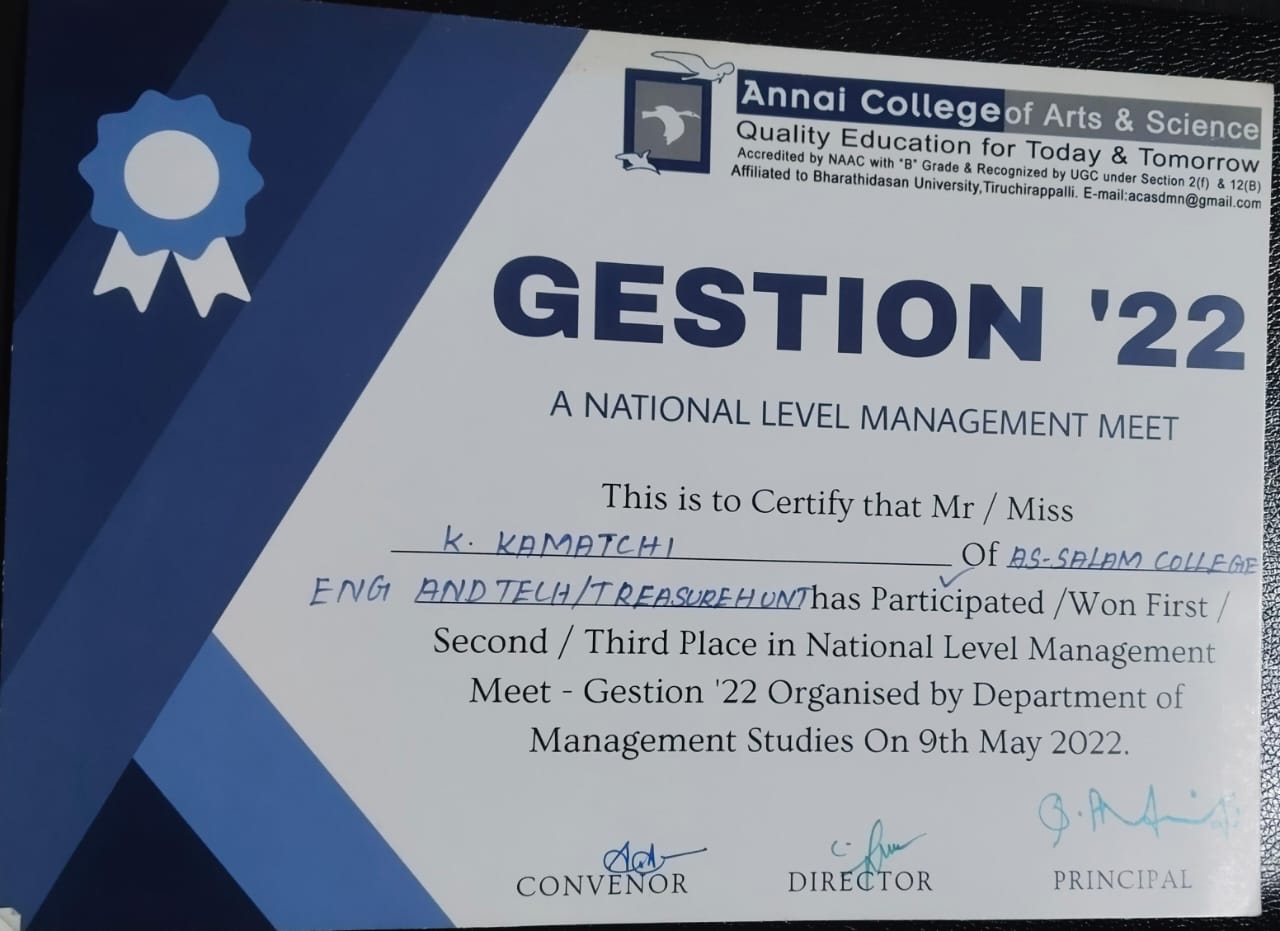 Annai College of Arts & Science
Quality Education for Today & Tomorrow
Accredited by NAAC with "B" Grade & Recognized by UGC under Section 2(f) & 12(B)
Affiliated to Bharathidasan University,Tiruchirappalli. E-mail:acasdmn@gmail.com
GESTION '22
A NATIONAL LEVEL MANAGEMENT MEET
This is to Certify that Mr / Miss
K. KAMATCHI Of AS-SALAM COLLEGE
ENG AND TECH/TREASUREHUNT has Participated /Won First /
Second / Third Place in National Level Management
Meet - Gestion '22 Organised by Department of
Management Studies On 9th May 2022.
CONVENOR DIRECTOR PRINCIPAL